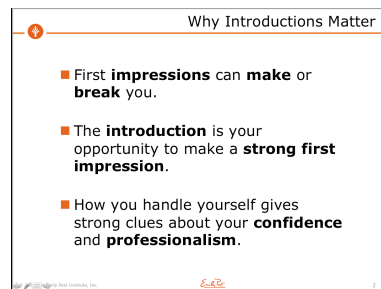 Why Introductions Matter
First impressions can make or
break you.
The introduction is your
opportunity to make a strong first
impression.
How you handle yourself gives
strong clues about your confidence
and professionalism.
Post Institute, Inc.
2